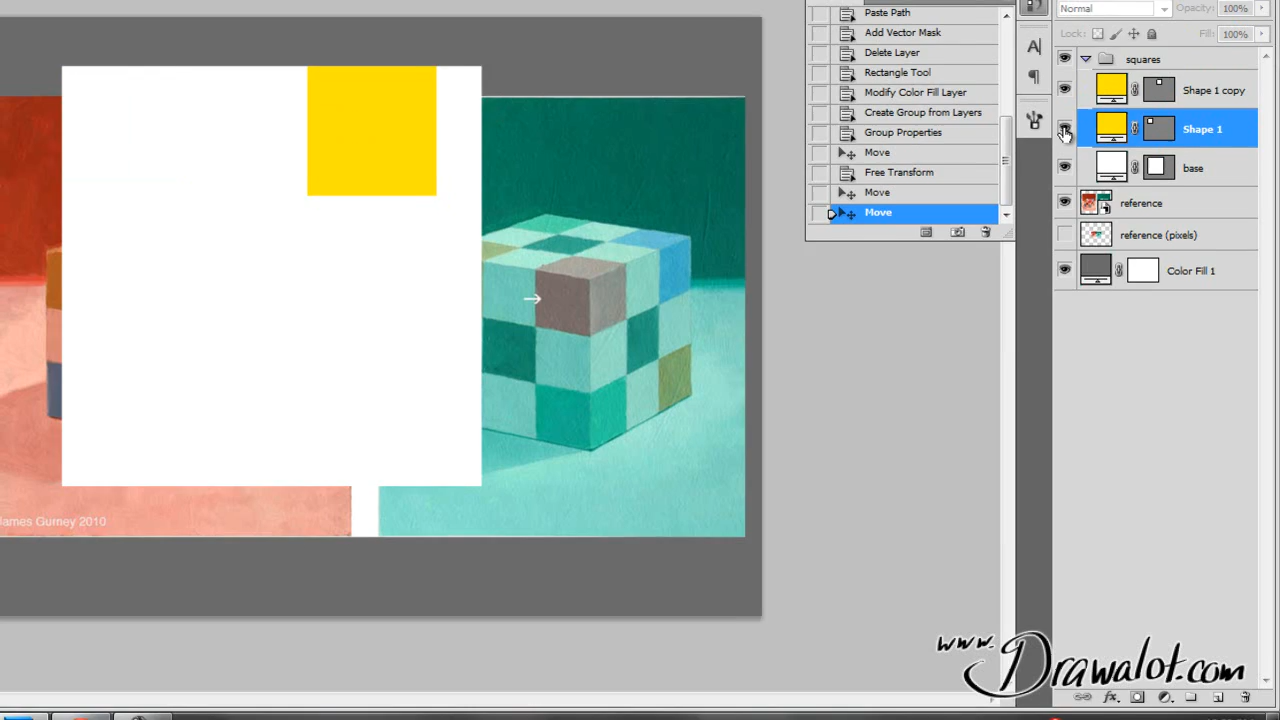 Paste Path
Add Vector Mask
Delete Layer
Rectangle Tool
Modify Color Fill Layer
Create Group from Layers
Group Properties
Move
Free Transform
Move
Move
Normal
Opacity: 100%
Lock:
Fill: 100%
squares
Shape 1 copy
Shape 1
base
reference
reference (pixels)
Color Fill 1
A
fx
James Gurney 2010
www.Drawalot.com